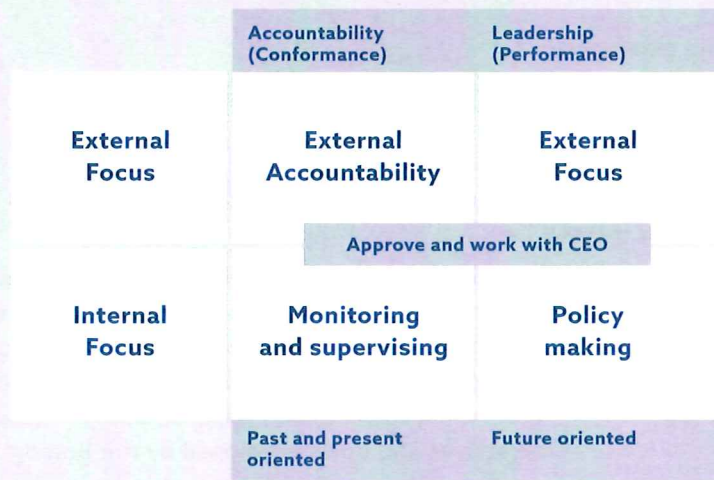 Accountability
(Conformance)
Leadership
(Performance)
External
Focus
External
Accountability
External
Focus
Approve and work with CEO
Internal
Focus
Monitoring
and supervising
Policy
making
Past and present
oriented
Future oriented